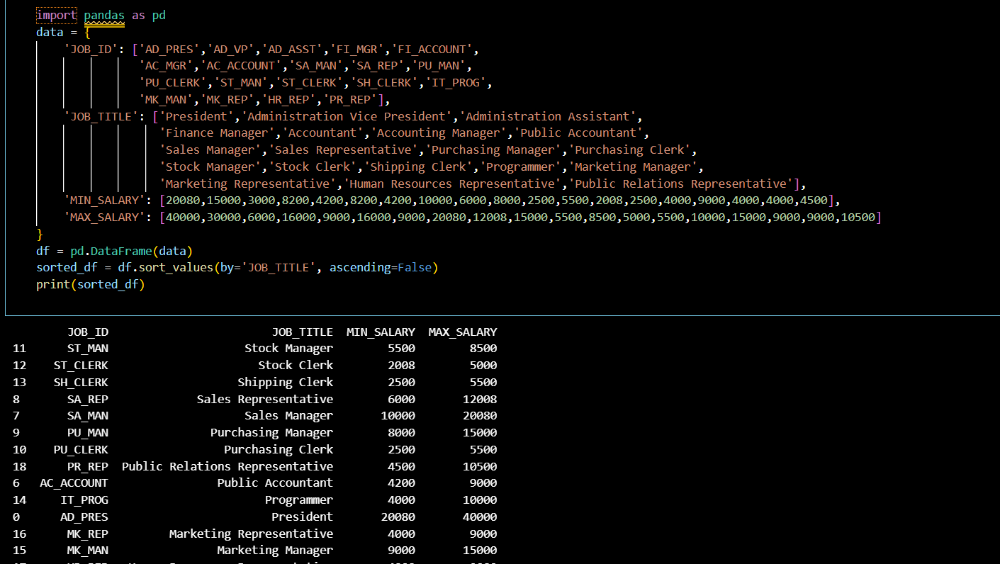 import pandas as pd
data = {
    'JOB_ID': ['AD_PRES','AD_VP','AD_ASST','FI_MGR','FI_ACCOUNT',
               'AC_MGR','AC_ACCOUNT','SA_MAN','SA_REP','PU_MAN',
               'PU_CLERK','ST_MAN','ST_CLERK','SH_CLERK','IT_PROG',
               'MK_MAN','MK_REP','HR_REP','PR_REP'],
    'JOB_TITLE': ['President','Administration Vice President','Administration Assistant',
                  'Finance Manager','Accountant','Accounting Manager','Public Accountant',
                  'Sales Manager','Sales Representative','Purchasing Manager','Purchasing Clerk',
                  'Stock Manager','Stock Clerk','Shipping Clerk','Programmer','Marketing Manager',
                  'Marketing Representative','Human Resources Representative','Public Relations Representative'],
    'MIN_SALARY': [20080,15000,3000,8200,4200,8200,4200,10000,6000,8000,2500,5500,2008,2500,4000,9000,4000,4000,4500],
    'MAX_SALARY': [40000,30000,6000,16000,9000,16000,9000,20080,12008,15000,5500,8500,5000,5500,10000,15000,9000,9000,10500]
}
df = pd.DataFrame(data)
sorted_df = df.sort_values(by='JOB_TITLE', ascending=False)
print(sorted_df)
        JOB_ID                        JOB_TITLE  MIN_SALARY  MAX_SALARY
11      ST_MAN                    Stock Manager        5500        8500
12    ST_CLERK                      Stock Clerk        2008        5000
13    SH_CLERK                   Shipping Clerk        2500        5500
8       SA_REP             Sales Representative        6000       12008
7       SA_MAN                    Sales Manager       10000       20080
9       PU_MAN               Purchasing Manager        8000       15000
10    PU_CLERK                 Purchasing Clerk        2500        5500
18      PR_REP  Public Relations Representative        4500       10500
6   AC_ACCOUNT                Public Accountant        4200        9000
14     IT_PROG                       Programmer        4000       10000
0      AD_PRES                        President       20080       40000
16      MK_REP         Marketing Representative        4000        9000
15      MK_MAN                Marketing Manager        9000       15000